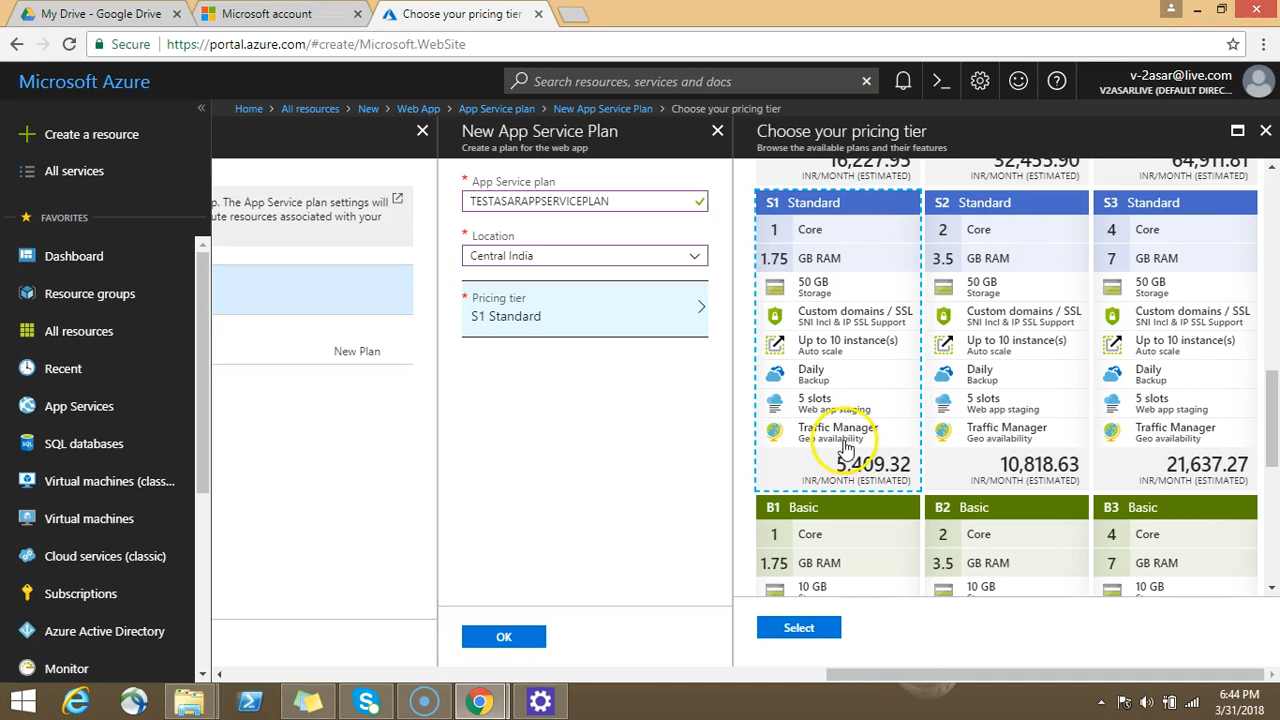 My Drive - Google Drive
Microsoft account
Choose your pricing tier
Secure
https://portal.azure.com/#create/Microsoft.WebSite
Microsoft Azure
Search resources, services and docs
v-2asar@live.com
V2ASARLIVE (DEFAULT DIREC...
Home
All resources
New
Web App
App Service plan
New App Service Plan
Choose your pricing tier
Create a resource
All services
FAVORITES
Dashboard
Resource groups
All resources
Recent
App Services
SQL databases
Virtual machines (clas...
Virtual machines
Cloud services (classic)
Subscriptions
Azure Active Directory
Monitor
p. The App Service plan settings will
ute resources associated with your
New Plan
New App Service Plan
Create a plan for the web app
* App Service plan
TESTASARAPPSERVICEPLAN
* Location
Central India
* Pricing tier
S1 Standard
OK
Choose your pricing tier
Browse the available plans and their features
16,227.95
INR/MONTH (ESTIMATED)
32,455.90
INR/MONTH (ESTIMATED)
64,911.81
INR/MONTH (ESTIMATED)
S1 Standard
1 Core
1.75 GB RAM
50 GB
Storage
Custom domains / SSL
SNI Incl & IP SSL Support
Up to 10 instance(s)
Auto scale
Daily
Backup
5 slots
Web app staging
Traffic Manager
Geo availability
5,409.32
INR/MONTH (ESTIMATED)
S2 Standard
2 Core
3.5 GB RAM
50 GB
Storage
Custom domains / SSL
SNI Incl & IP SSL Support
Up to 10 instance(s)
Auto scale
Daily
Backup
5 slots
Web app staging
Traffic Manager
Geo availability
10,818.63
INR/MONTH (ESTIMATED)
S3 Standard
4 Core
7 GB RAM
50 GB
Storage
Custom domains / SSL
SNI Incl & IP SSL Support
Up to 10 instance(s)
Auto scale
Daily
Backup
5 slots
Web app staging
Traffic Manager
Geo availability
21,637.27
INR/MONTH (ESTIMATED)
B1 Basic
1 Core
1.75 GB RAM
10 GB
B2 Basic
2 Core
3.5 GB RAM
10 GB
B3 Basic
4 Core
7 GB RAM
10 GB
Select
6:44 PM
3/31/2018